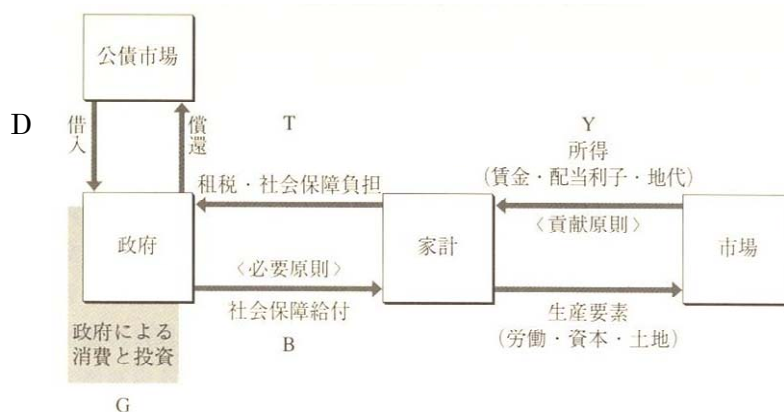 公債市場
D
借入
償還
T
Y
所得
(賃金・配当利子・地代)
租税・社会保障負担
〈貢献原則〉
政府
家計
市場
〈必要原則〉
社会保障給付
生産要素
(労働・資本・土地)
政府による
消費と投資
B
G